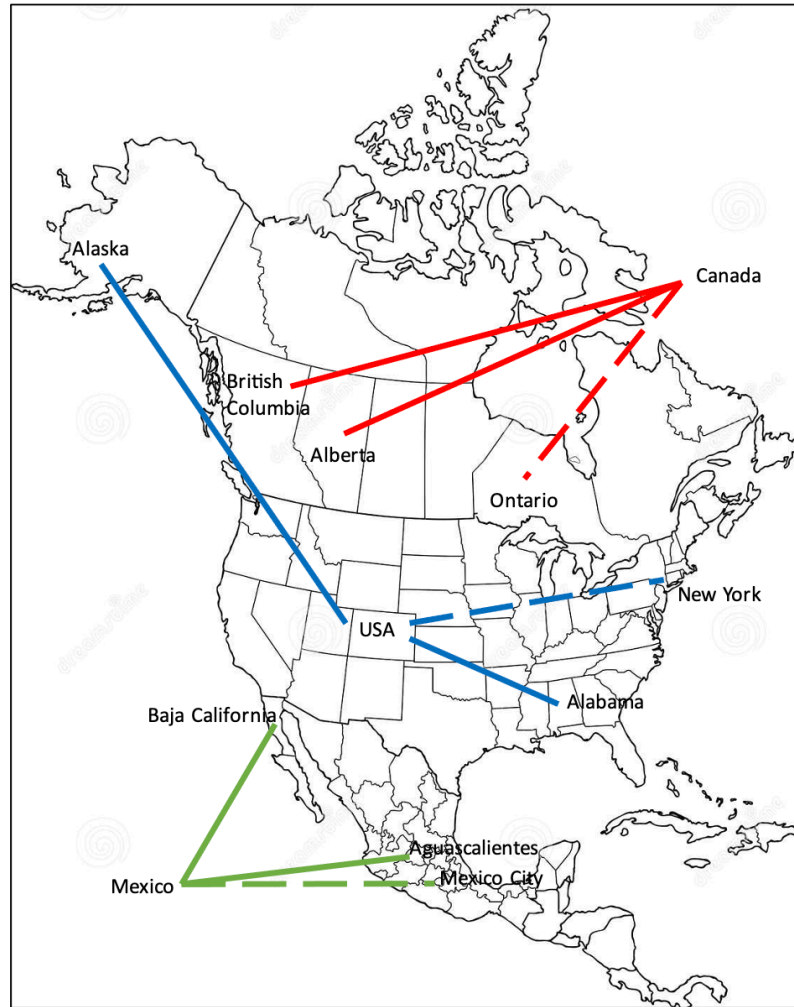 Alaska
Canada
British
Columbia
Alberta
Ontario
New York
USA
Alabama
Baja California
Aguascalientes
Mexico City
Mexico